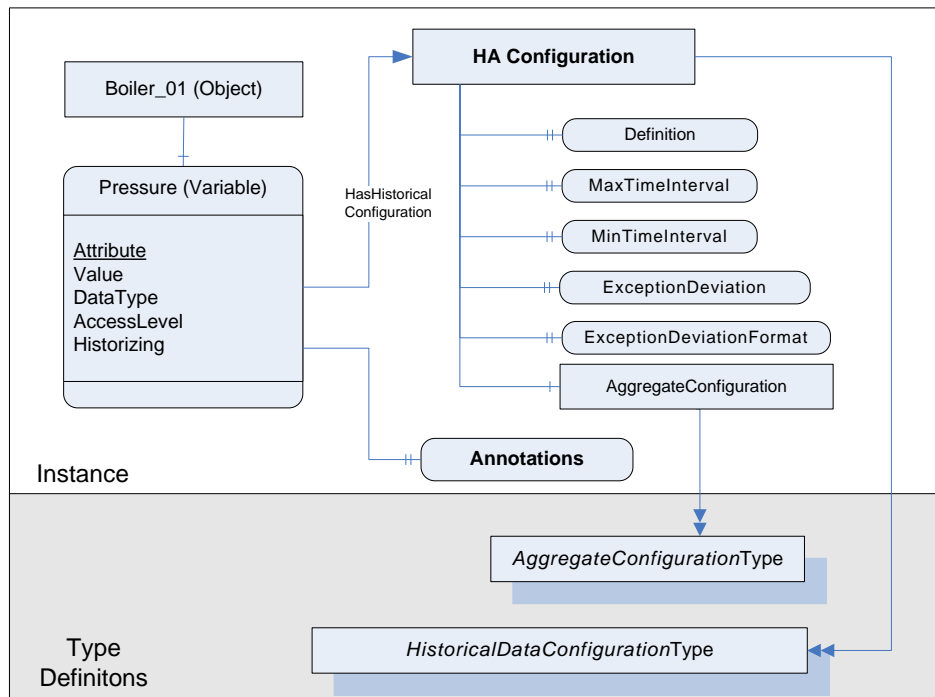 HA Configuration
Boiler_01 (Object)
Pressure (Variable)
Attribute
Value
DataType
AccessLevel
Historizing
HasHistorical
Configuration
Definition
MaxTimeInterval
MinTimeInterval
ExceptionDeviation
ExceptionDeviationFormat
AggregateConfiguration
Annotations
Instance
AggregateConfigurationType
HistoricalDataConfigurationType
Type
Definitons